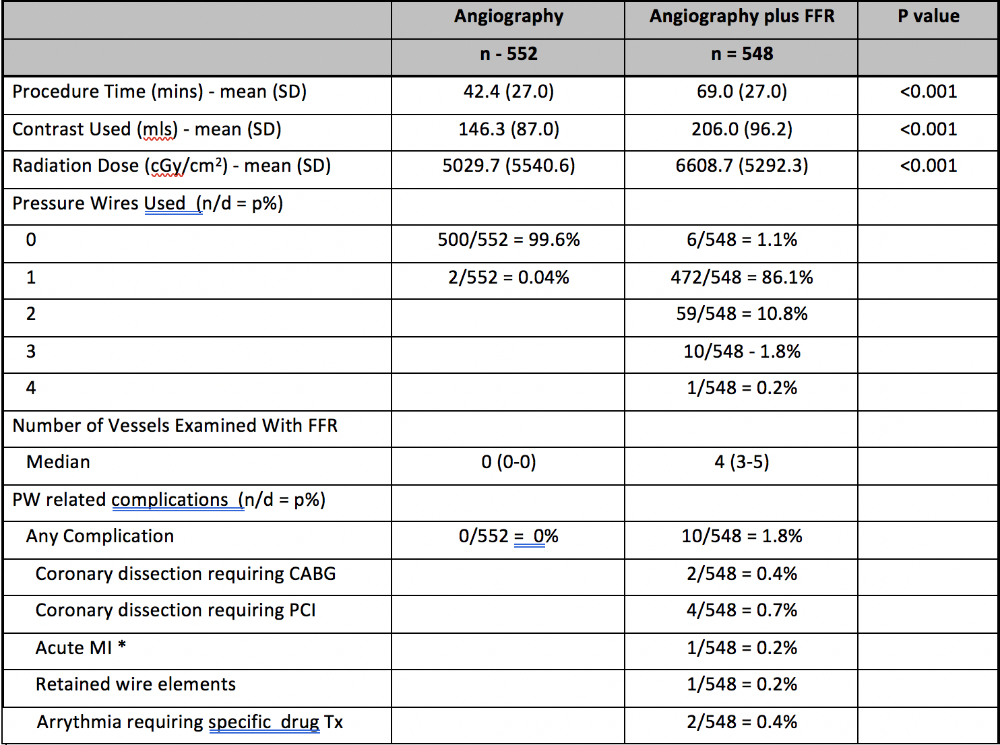 Angiography Angiography plus FFR P value
n - 552 n = 548
Procedure Time (mins) - mean (SD) 42.4 (27.0) 69.0 (27.0) <0.001
Contrast Used (mls) - mean (SD) 146.3 (87.0) 206.0 (96.2) <0.001
Radiation Dose (cGy/cm²) - mean (SD) 5029.7 (5540.6) 6608.7 (5292.3) <0.001
Pressure Wires Used (n/d = p%)
0 500/552 = 99.6% 6/548 = 1.1%
1 2/552 = 0.04% 472/548 = 86.1%
2 59/548 = 10.8%
3 10/548 - 1.8%
4 1/548 = 0.2%
Number of Vessels Examined With FFR
Median 0 (0-0) 4 (3-5)
PW related complications (n/d = p%)
Any Complication 0/552 = 0% 10/548 = 1.8%
Coronary dissection requiring CABG 2/548 = 0.4%
Coronary dissection requiring PCI 4/548 = 0.7%
Acute MI * 1/548 = 0.2%
Retained wire elements 1/548 = 0.2%
Arrythmia requiring specific drug Tx 2/548 = 0.4%